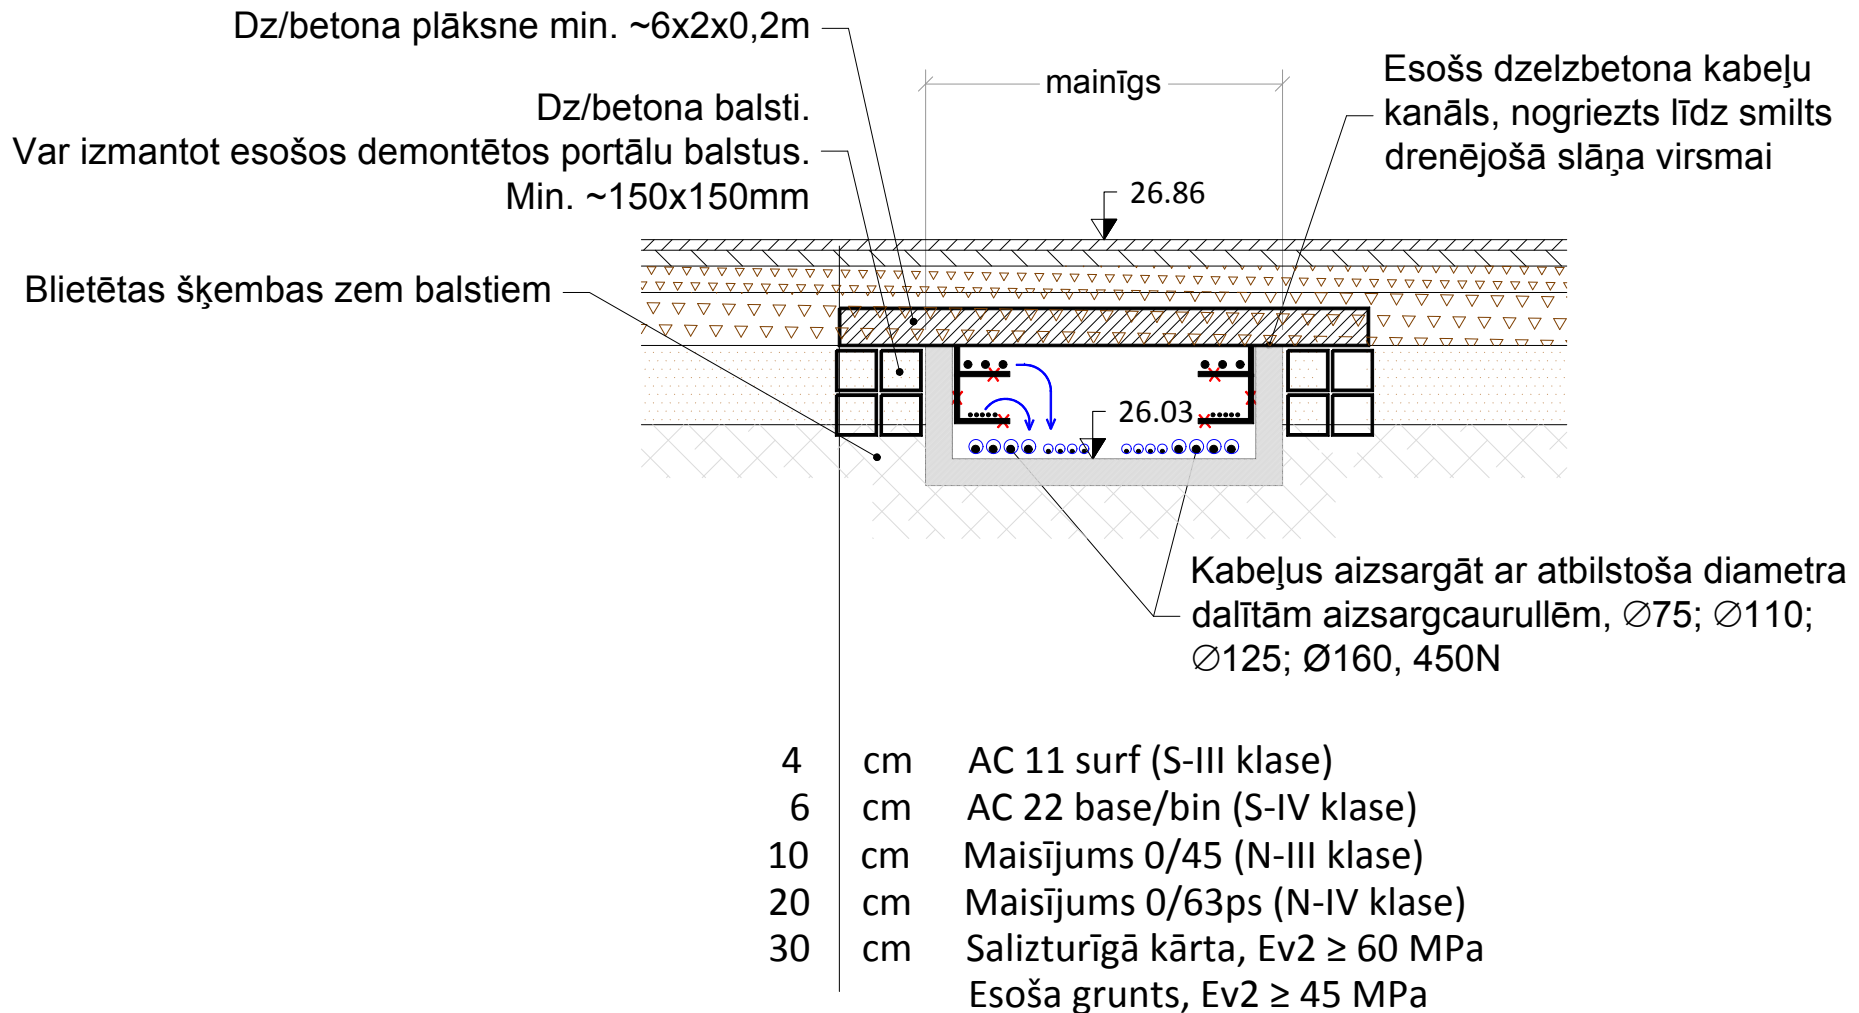 Dz/betona plāksne min. ~6x2x0,2m
Dz/betona balsti.
Var izmantot esošos demontētos portālu balstus.
Min. ~150x150mm
Blietētas šķembas zem balstiem
mainīgs
Esošs dzelzbetona kabeļu
kanāls, nogriezts līdz smilts
drenējošā slāņa virsmai
26.86
26.03
Kabeļus aizsargāt ar atbilstoša diametra
dalītām aizsargcaurullēm, ∅75; ∅110;
∅125; Ø160, 450N
4 cm AC 11 surf (S-III klase)
6 cm AC 22 base/bin (S-IV klase)
10 cm Maisījums 0/45 (N-III klase)
20 cm Maisījums 0/63ps (N-IV klase)
30 cm Salizturīgā kārta, Ev2 ≥ 60 MPa
Esoša grunts, Ev2 ≥ 45 MPa